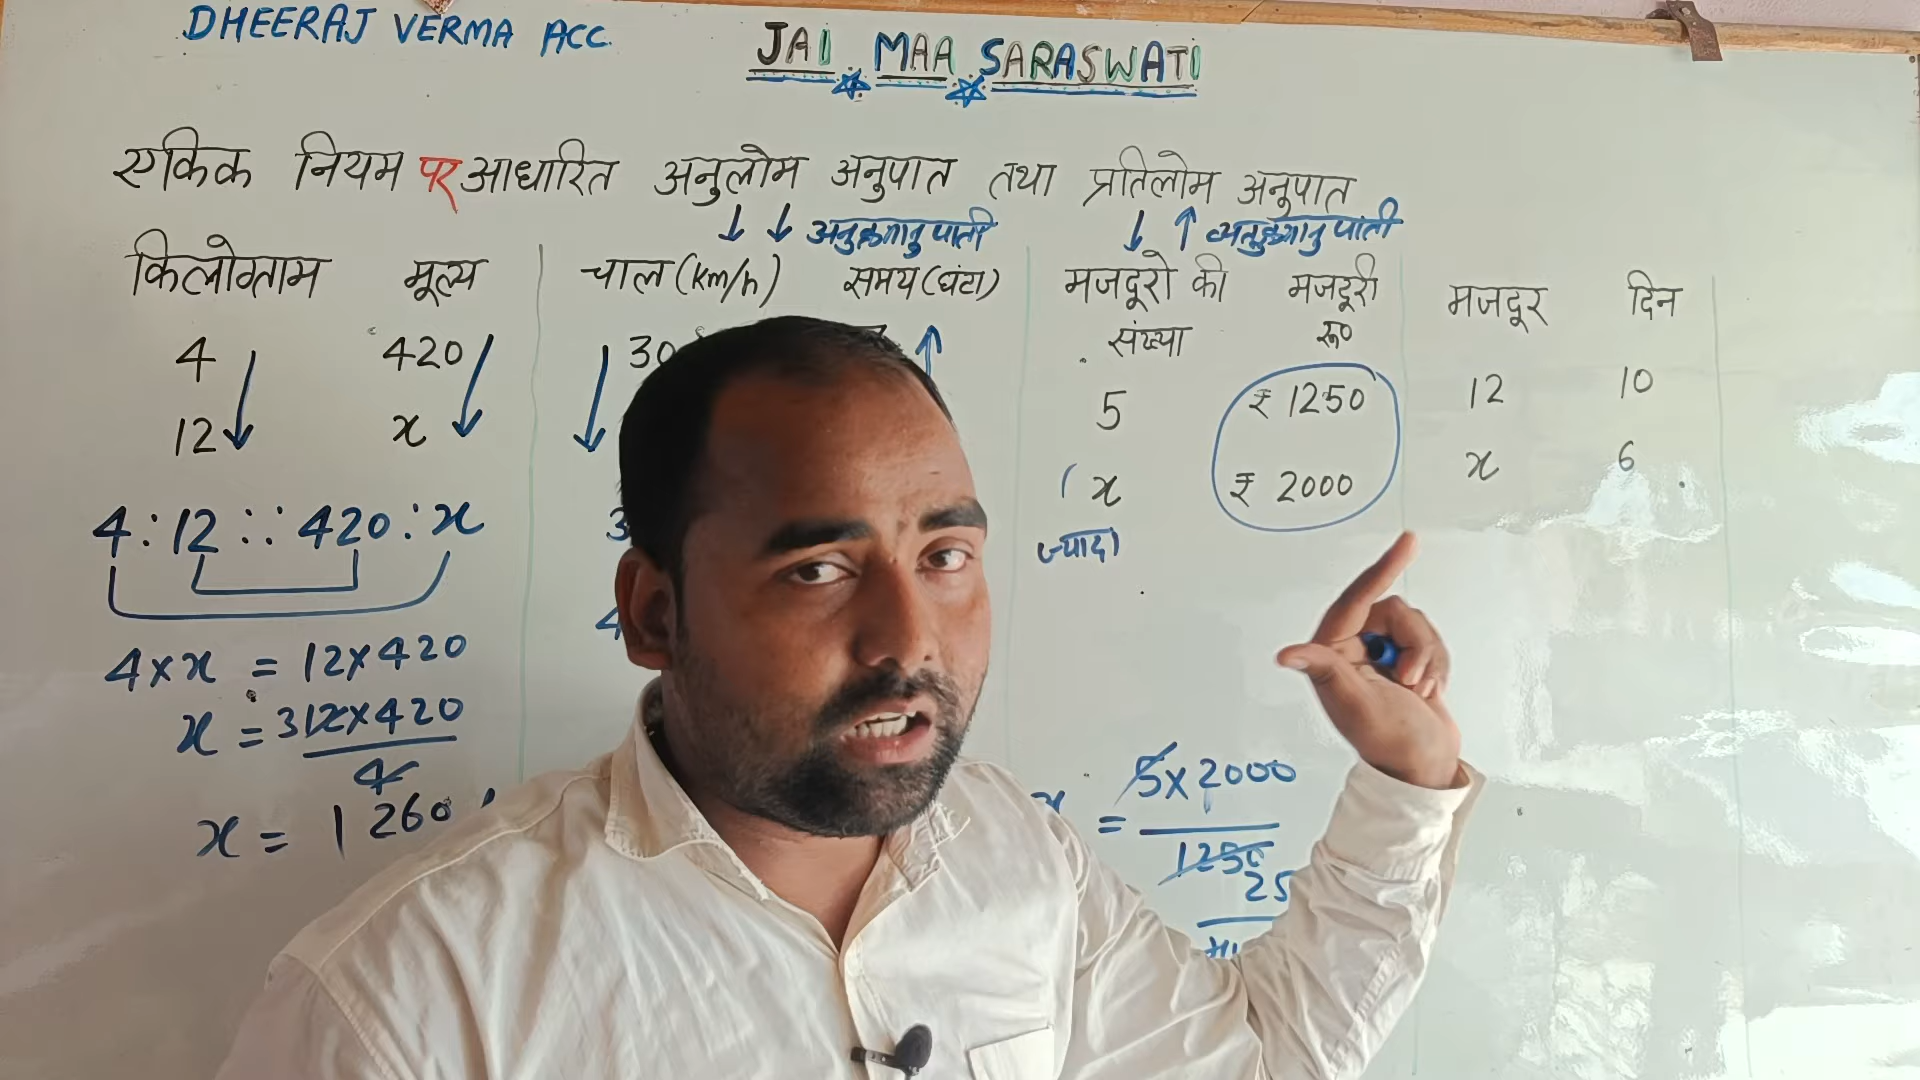 DHEERAJ VERMA ACC.
JAI MAA SARASWATI
एकिक नियम पर आधारित अनुलोम अनुपात तथा प्रतिलोम अनुपात
↓ ↓ अनुक्रमानुपाती
↓ ↑ व्युत्क्रमानुपाती
किलोग्राम मूल्य
4 420
12 x
4 : 12 :: 420 : x
4 × x = 12 × 420
x = 3 12 × 420
4
x = 1260
चाल (km/h) समय (घंटा)
30
मजदूरो की संख्या मजदूरी रू०
5 ₹ 1250
x ₹ 2000
ज्यादा
x = 5 × 2000
1250
25
मजदूर दिन
12 10
x 6